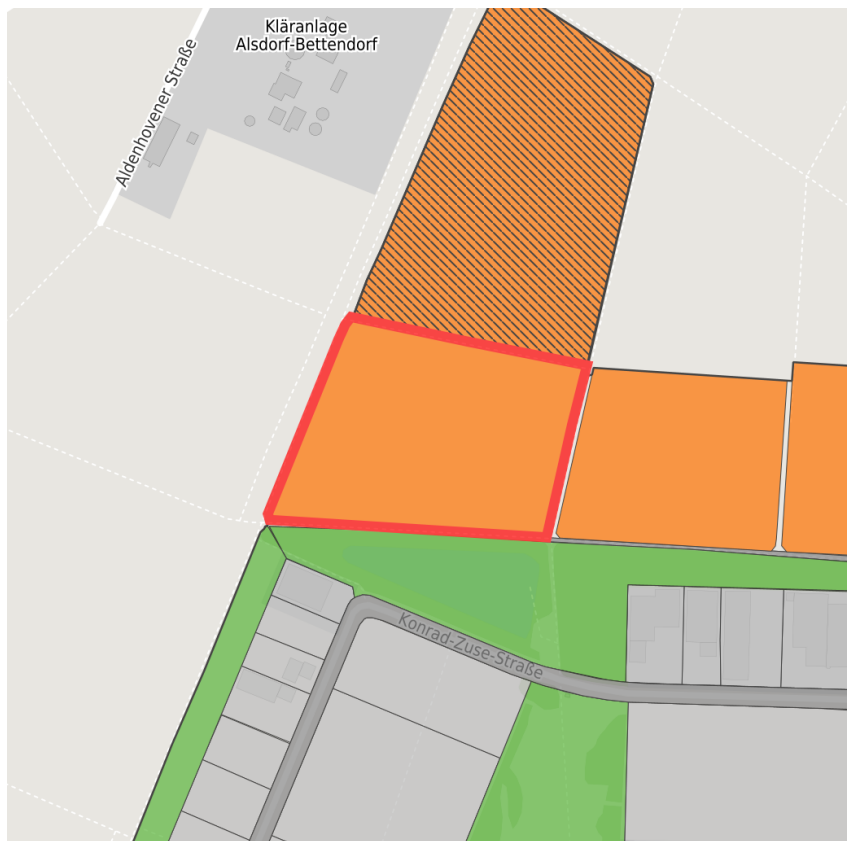 Kläranlage
Alsdorf-Bettendorf
Aldenhovener Straße
Konrad-Zuse-Straße